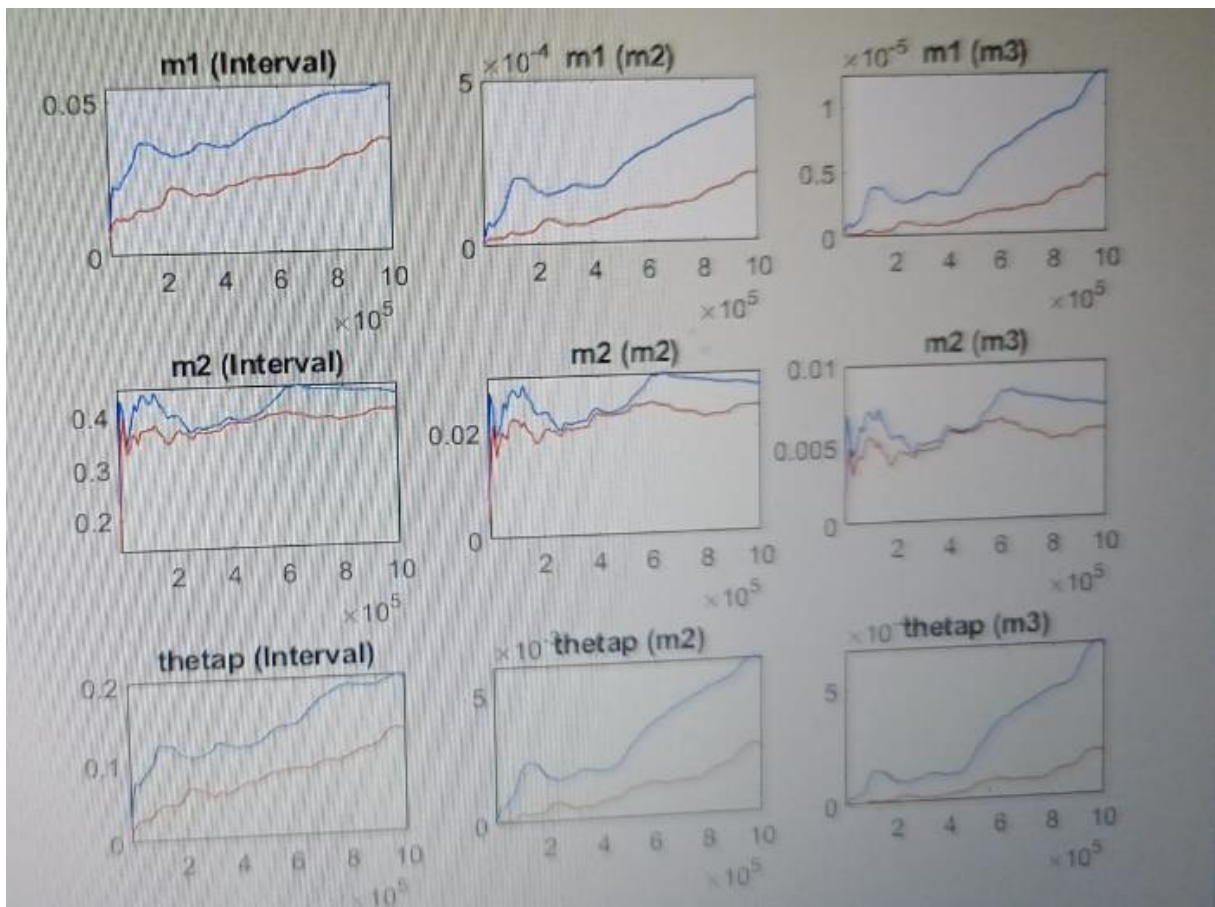 m1 (Interval)
0.05
0
2 4 6 8 10
×10⁵
×10⁻⁴ m1 (m2)
5
0
2 4 6 8 10
×10⁵
×10⁻⁵ m1 (m3)
1
0.5
0
2 4 6 8 10
×10⁵
m2 (Interval)
0.4
0.3
0.2
2 4 6 8 10
×10⁵
m2 (m2)
0.02
0
2 4 6 8 10
×10⁵
m2 (m3)
0.01
0.005
0
2 4 6 8 10
×10⁵
thetap (Interval)
0.2
0.1
0
2 4 6 8 10
×10⁵
thetap (m2)
5
0
2 4 6 8 10
×10⁵
thetap (m3)
5
0
2 4 6 8 10
×10⁵